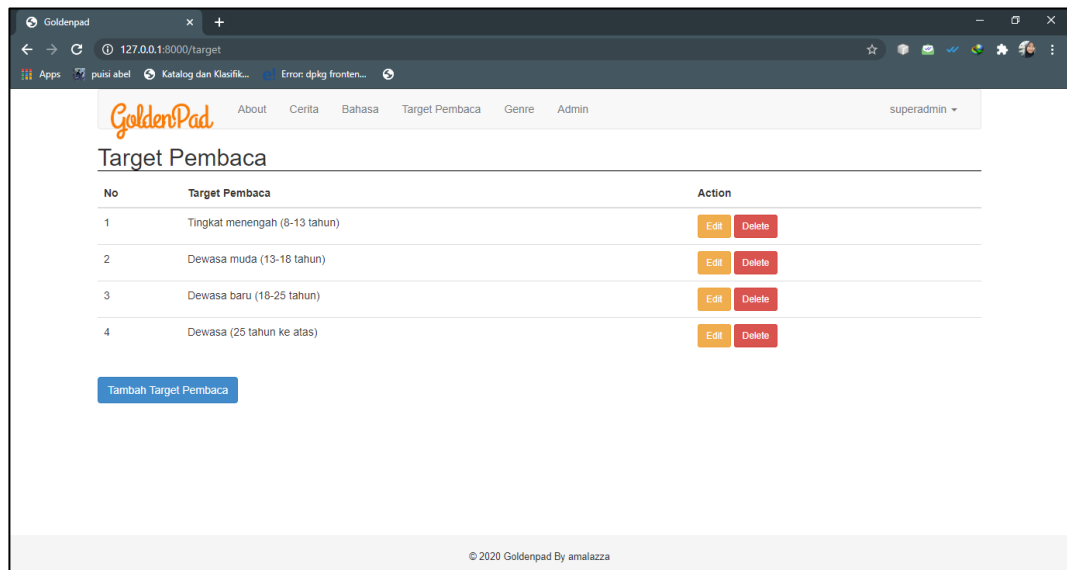 Goldenpad
127.0.0.1:8000/target
Apps puisi abel Katalog dan Klasifik... Error: dpkg fronten...
GoldenPad About Cerita Bahasa Target Pembaca Genre Admin superadmin
Target Pembaca
No Target Pembaca Action
1 Tingkat menengah (8-13 tahun) Edit Delete
2 Dewasa muda (13-18 tahun) Edit Delete
3 Dewasa baru (18-25 tahun) Edit Delete
4 Dewasa (25 tahun ke atas) Edit Delete
Tambah Target Pembaca
© 2020 Goldenpad By amalazza